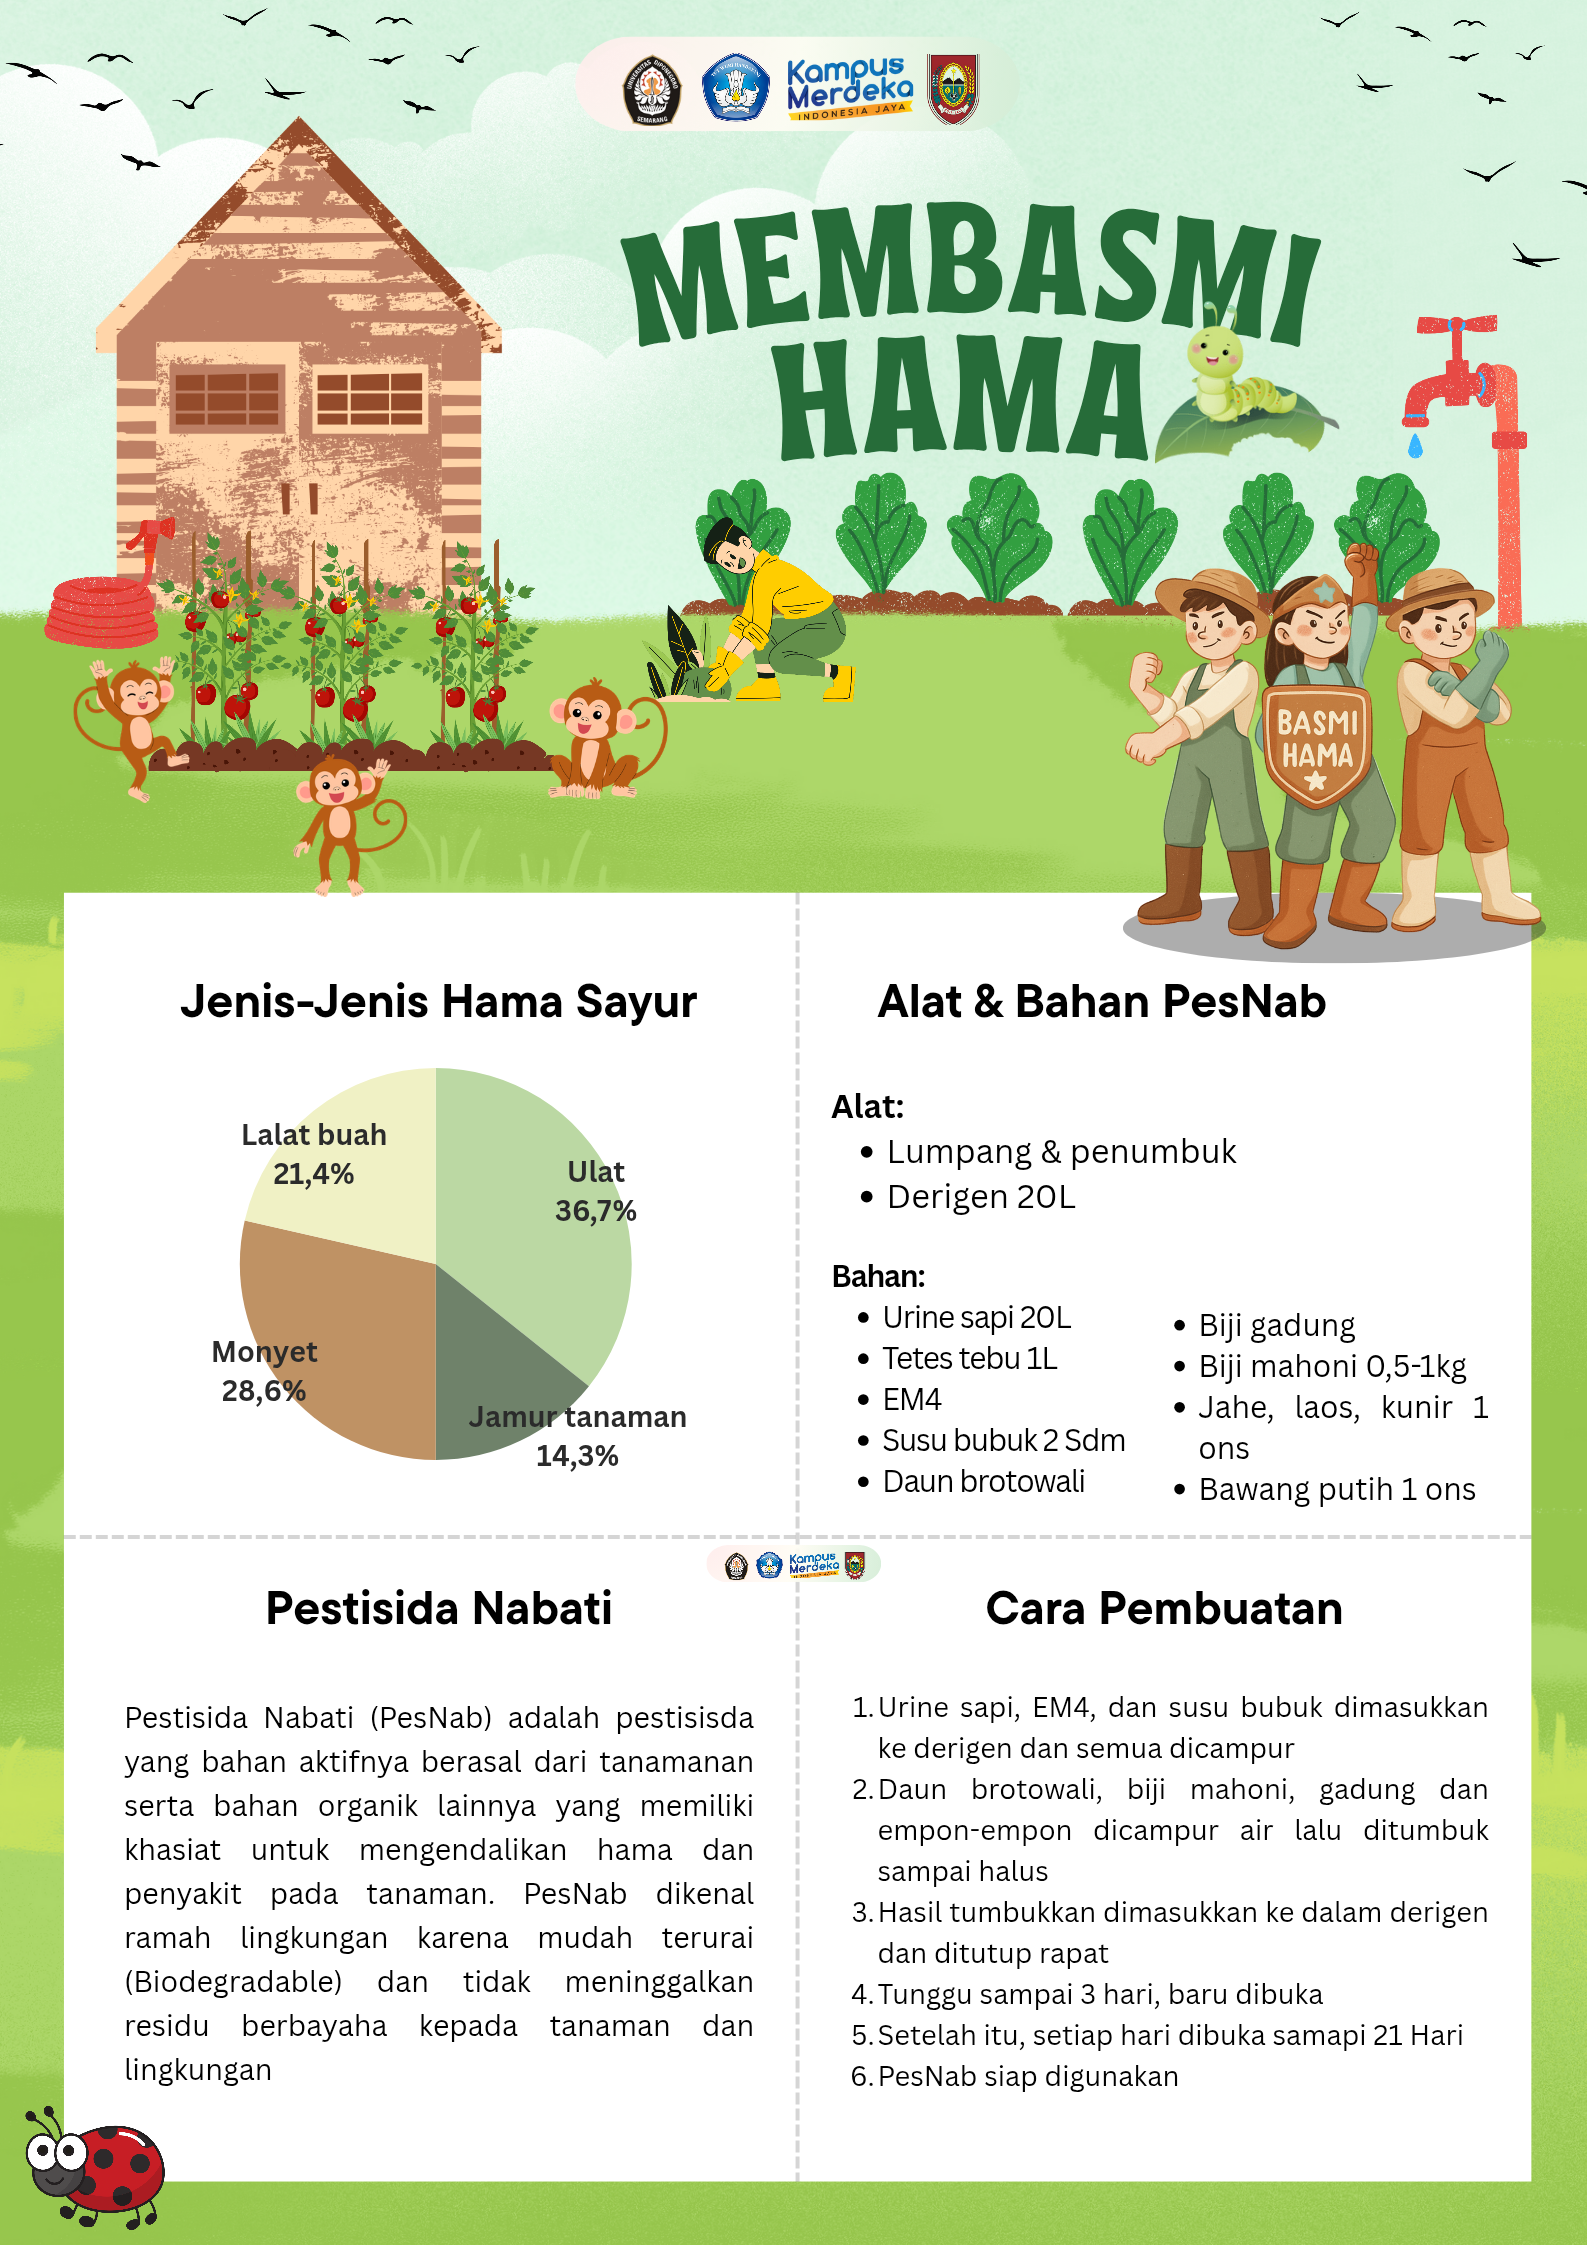 UNIVERSITAS DIPONEGORO
SEMARANG
TUT WURI HANDAYANI
Kampus
Merdeka
INDONESIA JAYA
MEMBASMI
HAMA
BASMI
HAMA
Jenis-Jenis Hama Sayur
Lalat buah
21,4%
Ulat
36,7%
Monyet
28,6%
Jamur tanaman
14,3%
Alat & Bahan PesNab
Alat:
• Lumpang & penumbuk
• Derigen 20L
Bahan:
• Urine sapi 20L
• Tetes tebu 1L
• EM4
• Susu bubuk 2 Sdm
• Daun brotowali
• Biji gadung
• Biji mahoni 0,5-1kg
• Jahe, laos, kunir 1
ons
• Bawang putih 1 ons
Kampus
Merdeka
Pestisida Nabati
Pestisida Nabati (PesNab) adalah pestisisda
yang bahan aktifnya berasal dari tanamanan
serta bahan organik lainnya yang memiliki
khasiat untuk mengendalikan hama dan
penyakit pada tanaman. PesNab dikenal
ramah lingkungan karena mudah terurai
(Biodegradable) dan tidak meninggalkan
residu berbayaha kepada tanaman dan
lingkungan
Cara Pembuatan
1. Urine sapi, EM4, dan susu bubuk dimasukkan
ke derigen dan semua dicampur
2. Daun brotowali, biji mahoni, gadung dan
empon-empon dicampur air lalu ditumbuk
sampai halus
3. Hasil tumbukkan dimasukkan ke dalam derigen
dan ditutup rapat
4. Tunggu sampai 3 hari, baru dibuka
5. Setelah itu, setiap hari dibuka samapi 21 Hari
6. PesNab siap digunakan